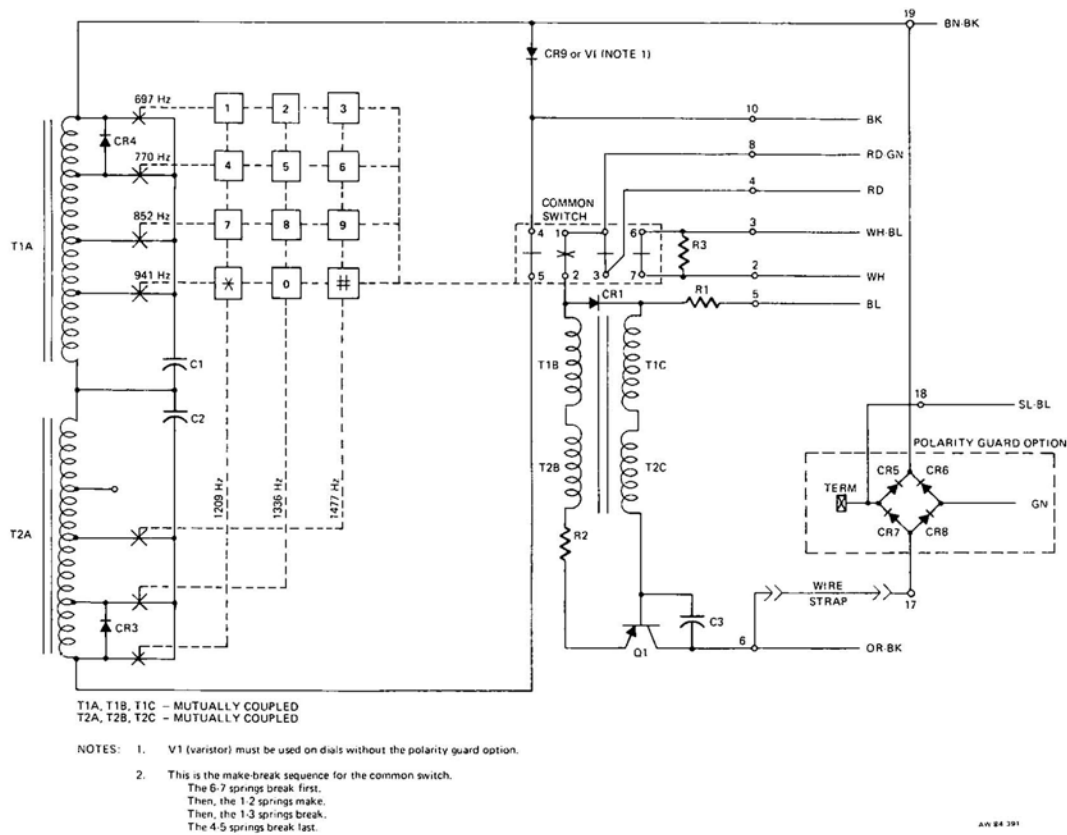 19
BN-BK
CR9 or V1 (NOTE 1)
697 Hz
1
2
3
10
BK
CR4
8
RD-GN
770 Hz
4
5
6
4
RD
COMMON
SWITCH
3
WH-BL
852 Hz
7
8
9
4
1
6
R3
T1A
941 Hz
*
0
#
5
2
3
7
2
WH
CR1
R1
5
BL
C1
T1B
T1C
C2
18
SL-BL
POLARITY GUARD OPTION
T2B
T2C
CR5
CR6
TERM
GN
1209 Hz
1336 Hz
1477 Hz
CR7
CR8
T2A
R2
WIRE
STRAP
17
CR3
C3
6
OR-BK
Q1
T1A, T1B, T1C – MUTUALLY COUPLED
T2A, T2B, T2C – MUTUALLY COUPLED
NOTES: 1. V1 (varistor) must be used on dials without the polarity guard option.
2. This is the make-break sequence for the common switch.
The 6-7 springs break first.
Then, the 1-2 springs make.
Then, the 1-3 springs break.
The 4-5 springs break last.
AW 84 391